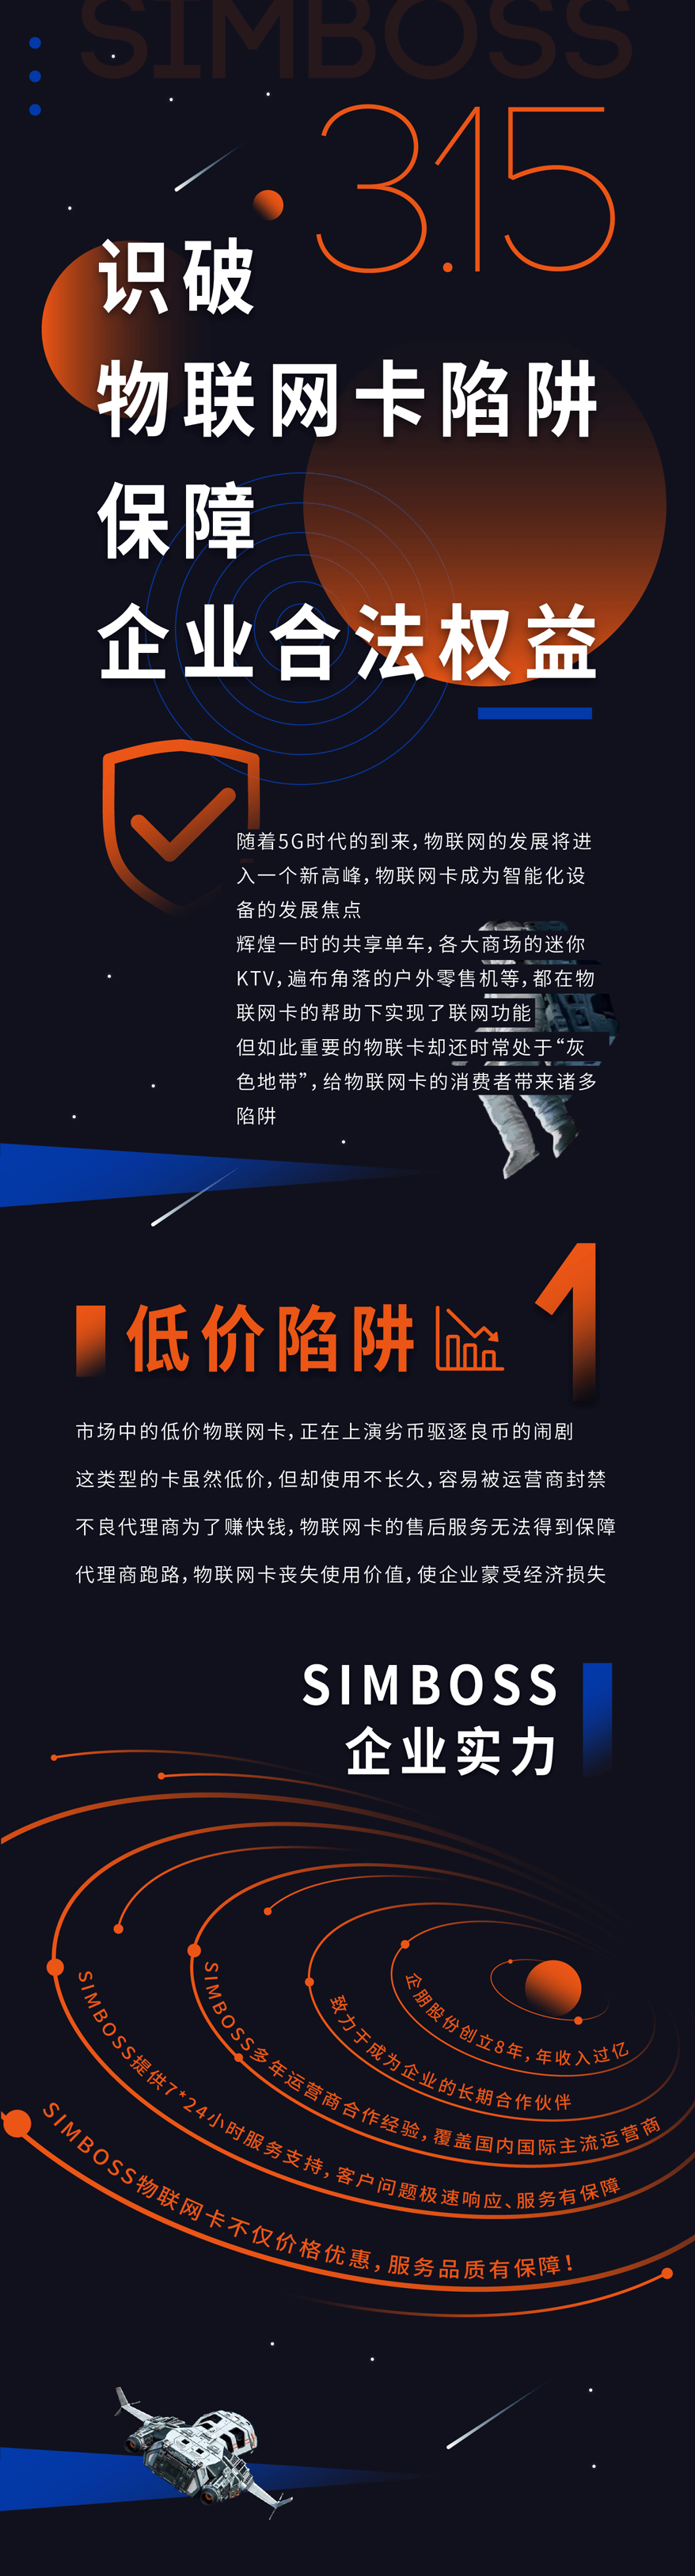 SIMBOSS
3.15
识破
物联网卡陷阱
保障
企业合法权益
随着5G时代的到来，物联网的发展将进
入一个新高峰，物联网卡成为智能化设
备的发展焦点
辉煌一时的共享单车，各大商场的迷你
KTV，遍布角落的户外零售机等，都在物
联网卡的帮助下实现了联网功能
但如此重要的物联卡却还时常处于“灰
色地带”，给物联网卡的消费者带来诸多
陷阱
1
低价陷阱
市场中的低价物联网卡，正在上演劣币驱逐良币的闹剧
这类型的卡虽然低价，但却使用不长久，容易被运营商封禁
不良代理商为了赚快钱，物联网卡的售后服务无法得到保障
代理商跑路，物联网卡丧失使用价值，使企业蒙受经济损失
SIMBOSS
企业实力
企朋股份创立8年，年收入过亿
致力于成为企业的长期合作伙伴
SIMBOSS多年运营商合作经验，覆盖国内国际主流运营商
SIMBOSS提供7*24小时服务支持，客户问题极速响应、服务有保障
SIMBOSS物联网卡不仅价格优惠，服务品质有保障！